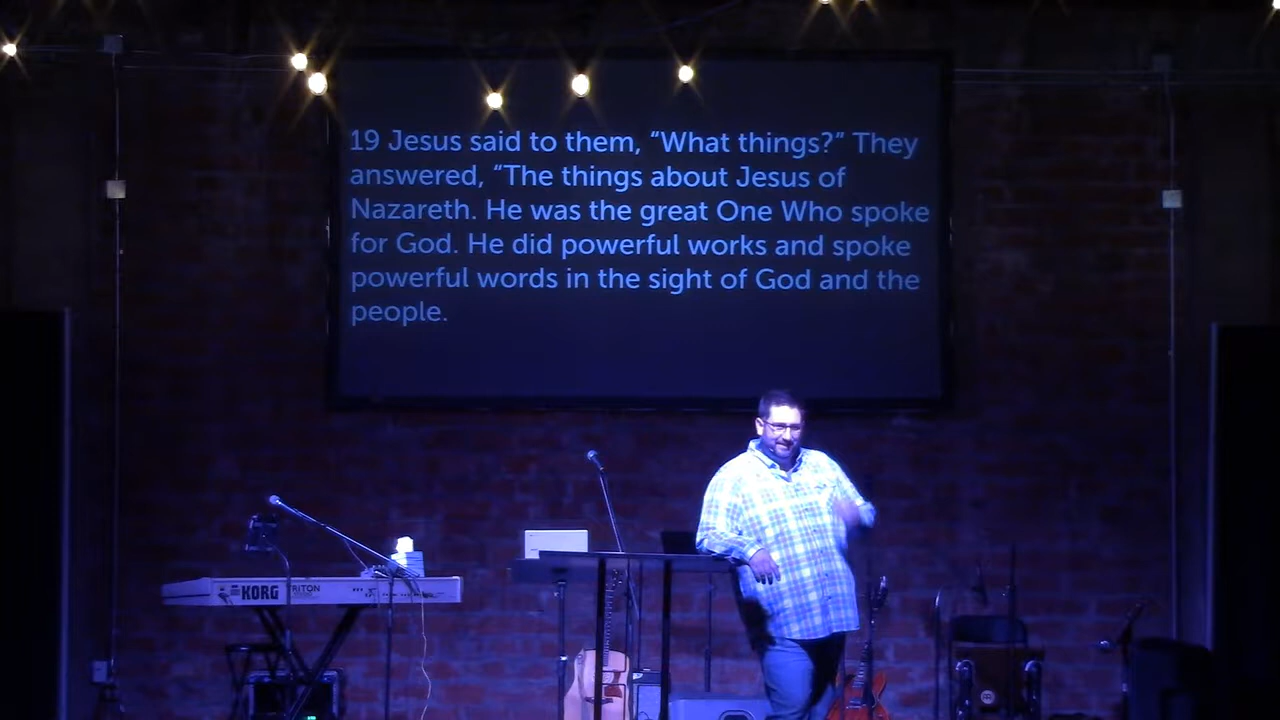 19 Jesus said to them, “What things?” They
answered, “The things about Jesus of
Nazareth. He was the great One Who spoke
for God. He did powerful works and spoke
powerful words in the sight of God and the
people.
KORG TRITON